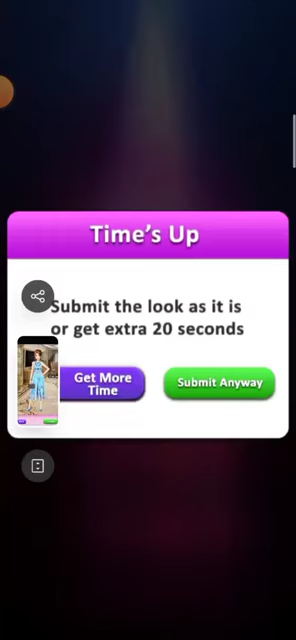 Time's Up
Submit the look as it is
or get extra 20 seconds
Get More
Time
Submit Anyway